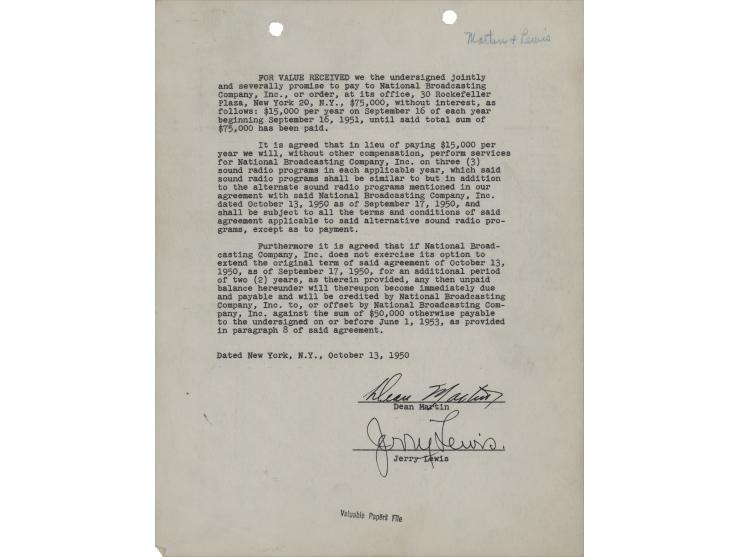 Martin + Lewis
FOR VALUE RECEIVED we the undersigned jointly
and severally promise to pay to National Broadcasting
Company, Inc., or order, at its office, 30 Rockefeller
Plaza, New York 20, N.Y., $75,000, without interest, as
follows: $15,000 per year on September 16 of each year
beginning September 16, 1951, until said total sum of
$75,000 has been paid.
It is agreed that in lieu of paying $15,000 per
year we will, without other compensation, perform services
for National Broadcasting Company, Inc. on three (3)
sound radio programs in each applicable year, which said
sound radio programs shall be similar to but in addition
to the alternate sound radio programs mentioned in our
agreement with said National Broadcasting Company, Inc.
dated October 13, 1950 as of September 17, 1950, and
shall be subject to all the terms and conditions of said
agreement applicable to said alternative sound radio pro-
grams, except as to payment.
Furthermore it is agreed that if National Broad-
casting Company, Inc. does not exercise its option to
extend the original term of said agreement of October 13,
1950, as of September 17, 1950, for an additional period
of two (2) years, as therein provided, any then unpaid
balance hereunder will thereupon become immediately due
and payable and will be credited by National Broadcasting
Company, Inc. to, or offset by National Broadcasting Com-
pany, Inc. against the sum of $50,000 otherwise payable
to the undersigned on or before June 1, 1953, as provided
in paragraph 8 of said agreement.
Dated New York, N.Y., October 13, 1950
Dean Martin
Dean Martin
Jerry Lewis.
Jerry Lewis
Valuable Papers File